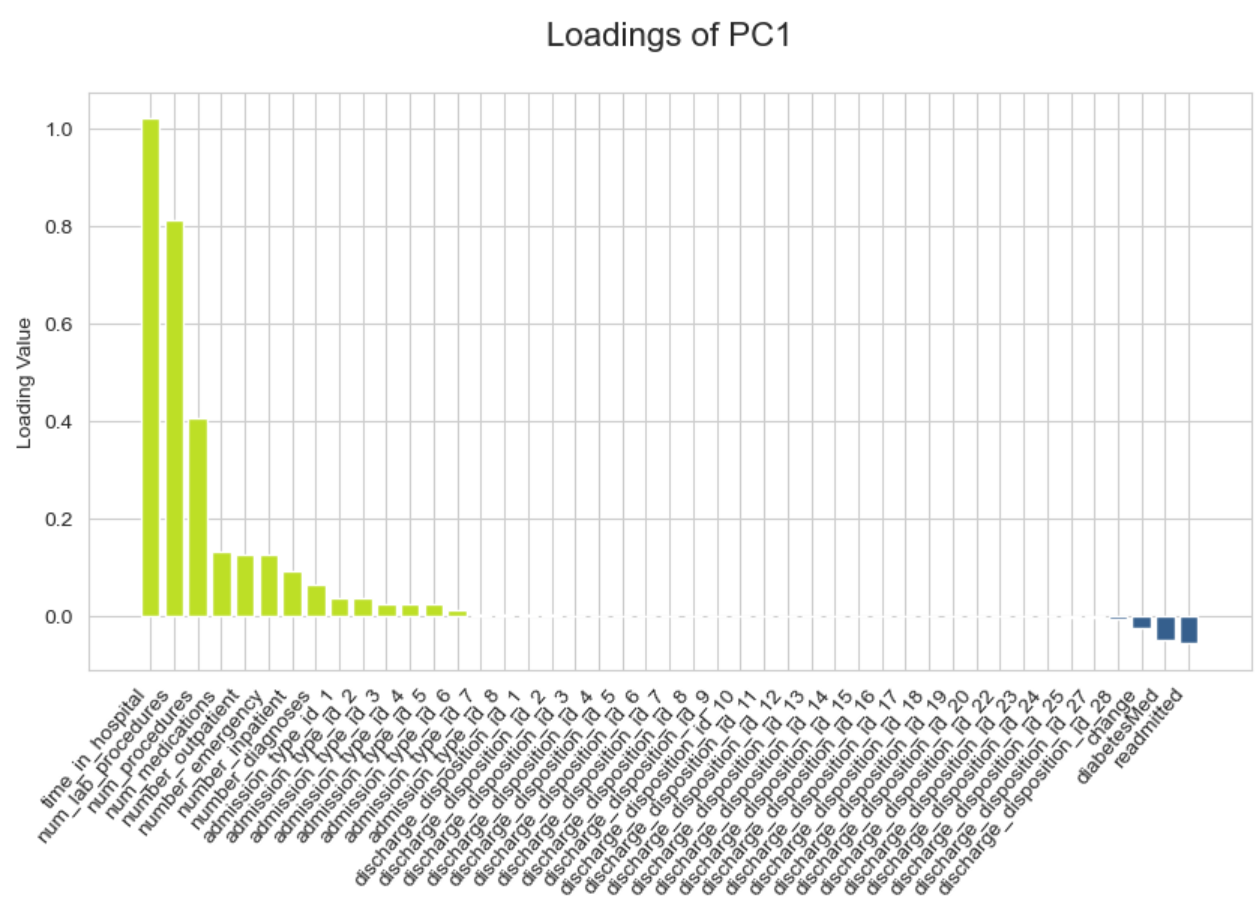 Loadings of PC1
Loading Value
1.0
0.8
0.6
0.4
0.2
0.0
time_in_hospital
num_lab_procedures
num_procedures
num_medications
number_outpatient
number_emergency
number_inpatient
number_diagnoses
admission_type_id_1
admission_type_id_2
admission_type_id_3
admission_type_id_4
admission_type_id_5
admission_type_id_6
admission_type_id_7
admission_type_id_8
discharge_disposition_id_1
discharge_disposition_id_2
discharge_disposition_id_3
discharge_disposition_id_4
discharge_disposition_id_5
discharge_disposition_id_6
discharge_disposition_id_7
discharge_disposition_id_8
discharge_disposition_id_9
discharge_disposition_id_10
discharge_disposition_id_11
discharge_disposition_id_12
discharge_disposition_id_13
discharge_disposition_id_14
discharge_disposition_id_15
discharge_disposition_id_16
discharge_disposition_id_17
discharge_disposition_id_18
discharge_disposition_id_19
discharge_disposition_id_20
discharge_disposition_id_22
discharge_disposition_id_23
discharge_disposition_id_24
discharge_disposition_id_25
discharge_disposition_id_27
discharge_disposition_id_28
change
diabetesMed
readmitted